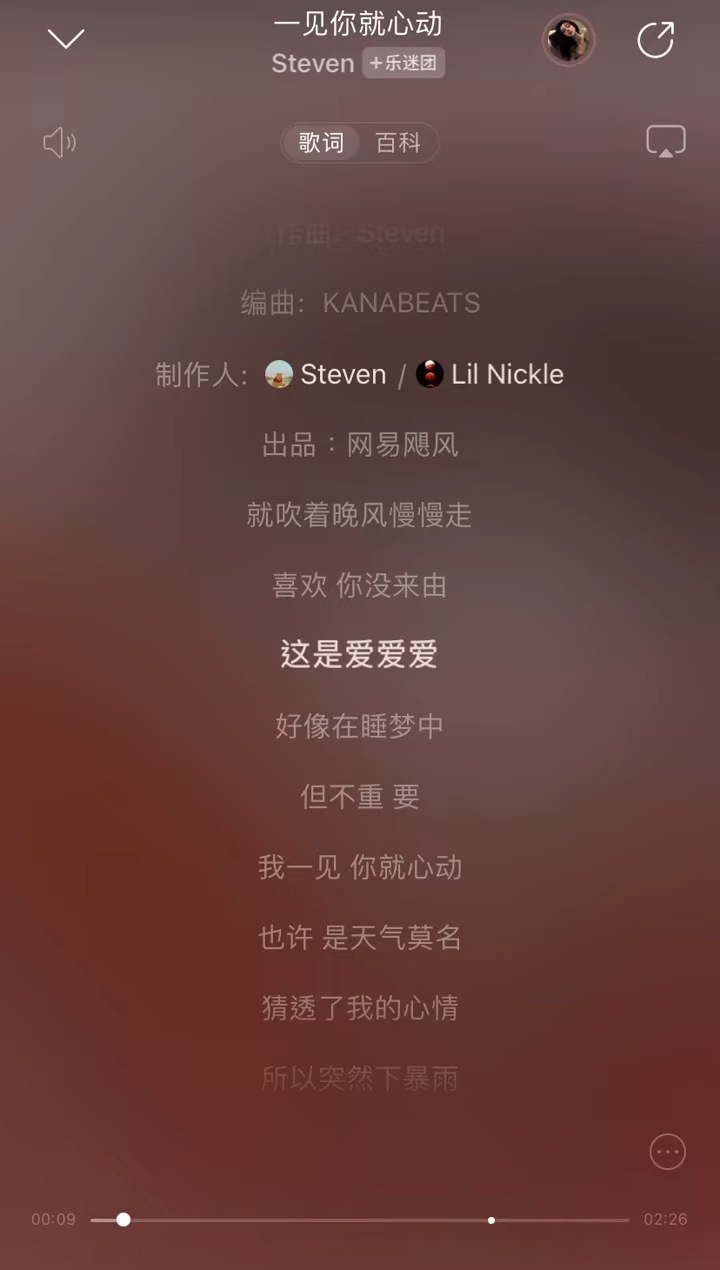 一见你就心动
Steven +乐迷团
歌词 百科
作曲: Steven
编曲: KANABEATS
制作人: Steven / Lil Nickle
出品：网易飓风
就吹着晚风慢慢走
喜欢 你没来由
这是爱爱爱
好像在睡梦中
但不重 要
我一见 你就心动
也许 是天气莫名
猜透了我的心情
所以突然下暴雨
00:09 02:26